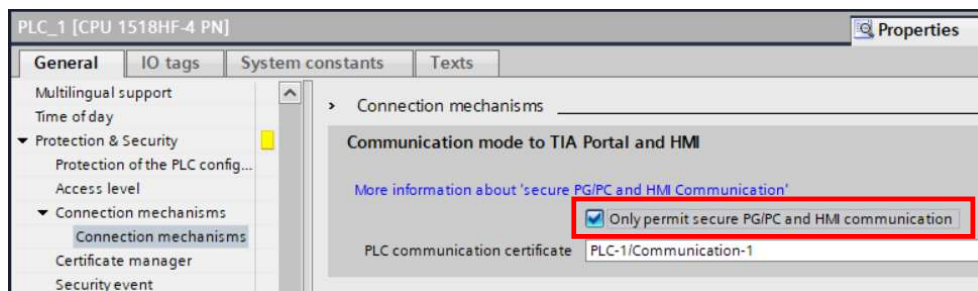 PLC_1 [CPU 1518HF-4 PN]
Properties
General IO tags System constants Texts
Multilingual support
Time of day
Protection & Security
Protection of the PLC config...
Access level
Connection mechanisms
Connection mechanisms
Certificate manager
Security event
Connection mechanisms
Communication mode to TIA Portal and HMI
More information about 'secure PG/PC and HMI Communication'
Only permit secure PG/PC and HMI communication
PLC communication certificate PLC-1/Communication-1